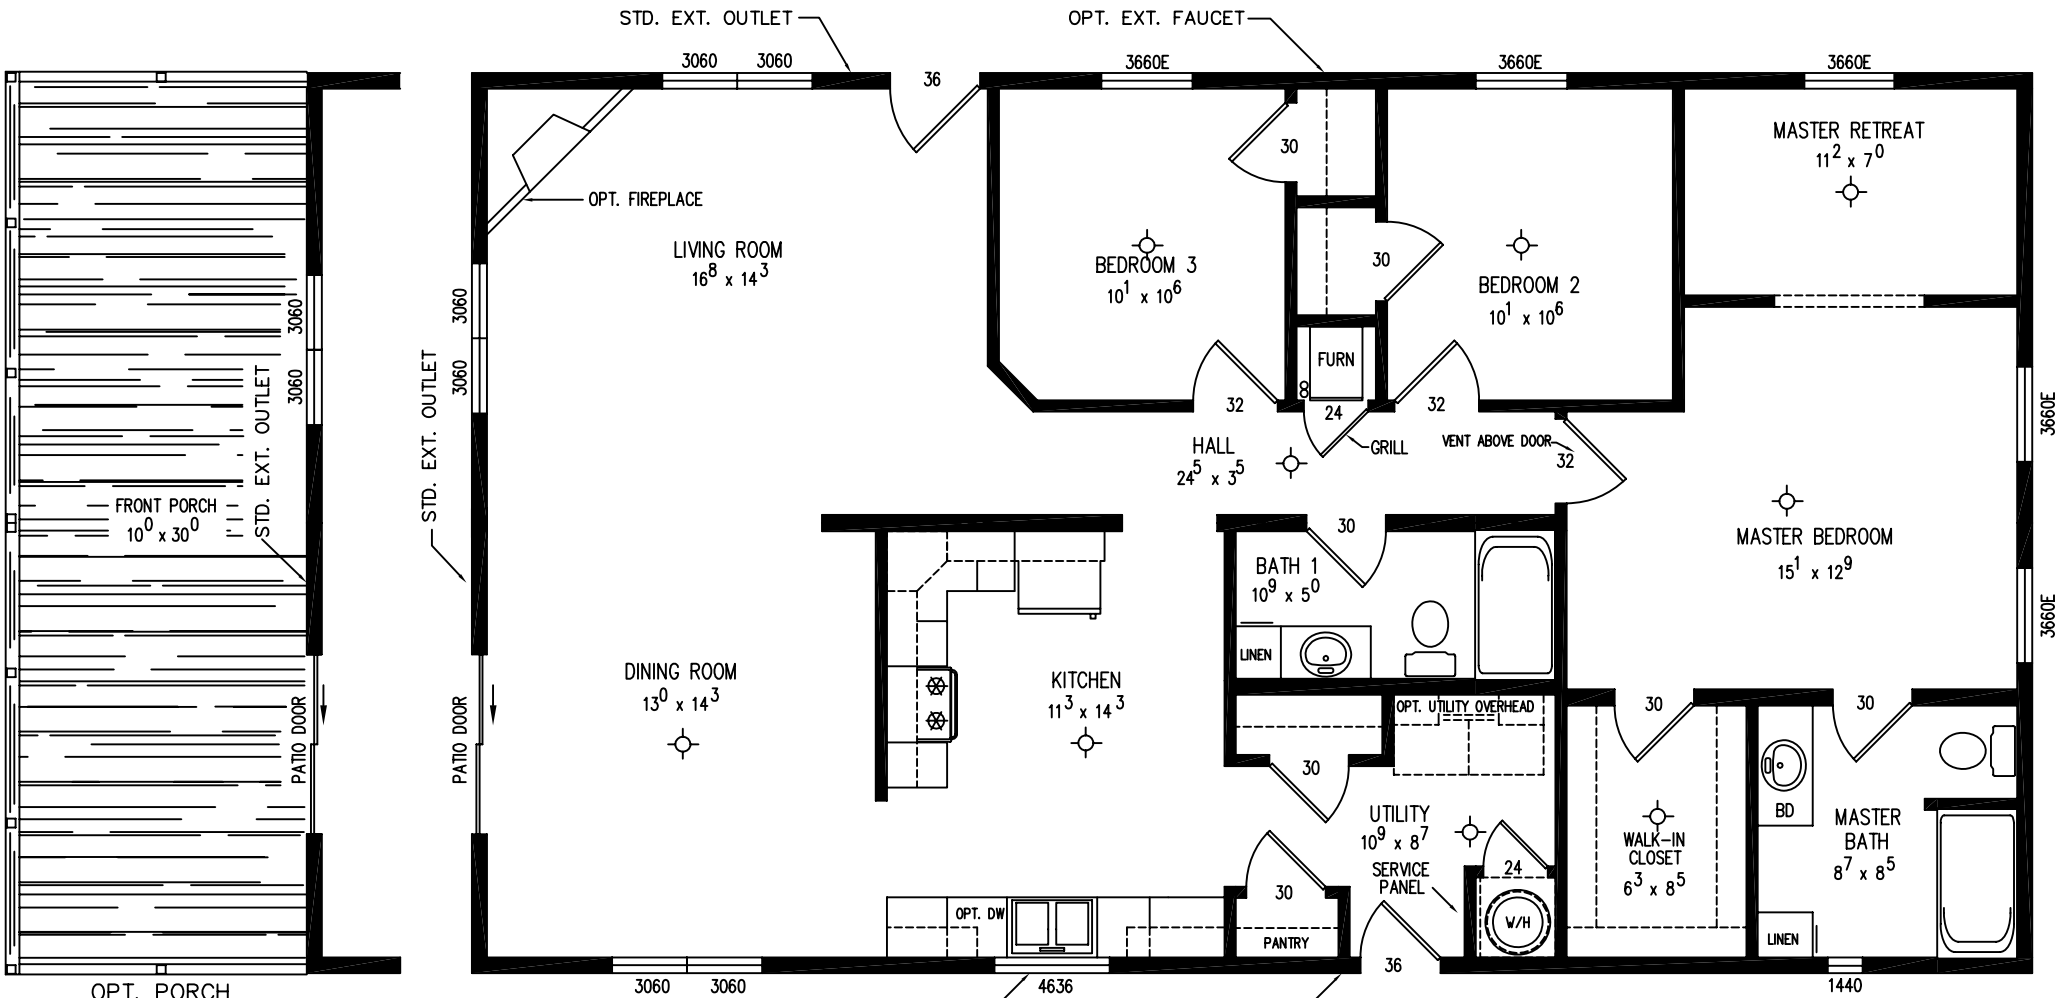 STD. EXT. OUTLET
OPT. EXT. FAUCET
3060
3060
36
3660E
3660E
3660E
MASTER RETREAT
11² x 7⁰
30
OPT. FIREPLACE
LIVING ROOM
16⁸ x 14³
BEDROOM 3
10¹ x 10⁶
30
BEDROOM 2
10¹ x 10⁶
3060
3060
STD. EXT. OUTLET
3060
3060
STD. EXT. OUTLET
FURN
32
24
32
3660E
HALL
24⁵ x 3⁵
GRILL
VENT ABOVE DOOR
32
FRONT PORCH
10⁰ x 30⁰
30
MASTER BEDROOM
15¹ x 12⁹
BATH 1
10⁹ x 5⁰
3660E
LINEN
DINING ROOM
13⁰ x 14³
KITCHEN
11³ x 14³
OPT. UTILITY OVERHEAD
30
30
PATIO DOOR
PATIO DOOR
30
UTILITY
10⁹ x 8⁷
BD
MASTER
BATH
8⁷ x 8⁵
WALK-IN
CLOSET
6³ x 8⁵
SERVICE
PANEL
24
30
OPT. DW
W/H
PANTRY
LINEN
36
OPT. PORCH
3060
3060
4636
1440